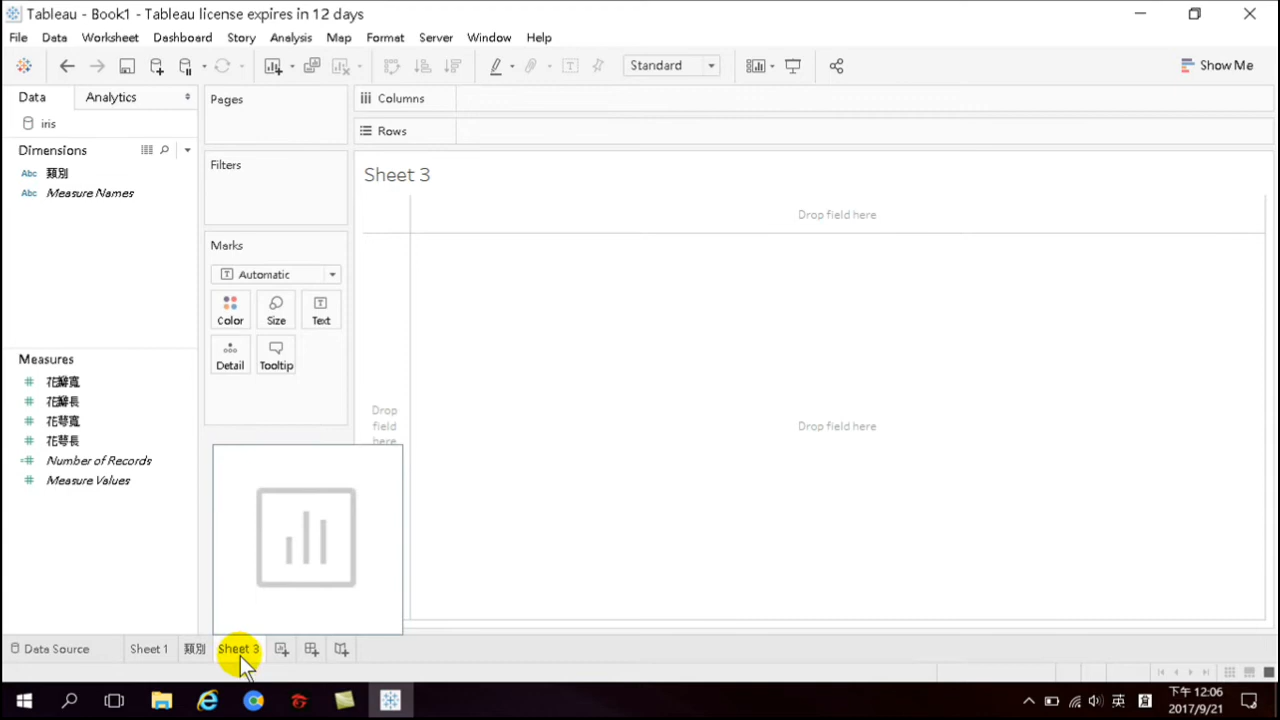 Tableau - Book1 - Tableau license expires in 12 days
File Data Worksheet Dashboard Story Analysis Map Format Server Window Help
Standard
Show Me
Data Analytics
iris
Dimensions
Abc 類別
Abc Measure Names
Measures
花瓣寬
花瓣長
花萼寬
花萼長
Number of Records
Measure Values
Pages
Filters
Marks
Automatic
Color Size Text
Detail Tooltip
Columns
Rows
Sheet 3
Drop field here
Drop
field
here
Drop field here
Data Source Sheet 1 類別 Sheet 3
英
下午 12:06
2017/9/21